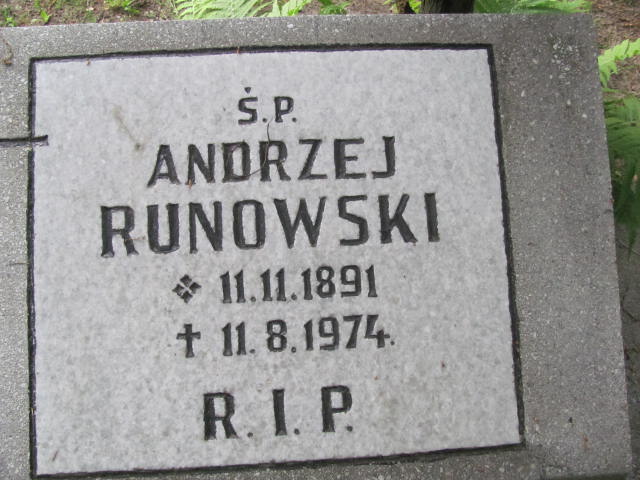 Ś.P.
ANDRZEJ
RUNOWSKI
11.11.1891
✝ 11.8.1974.
R.I.P.